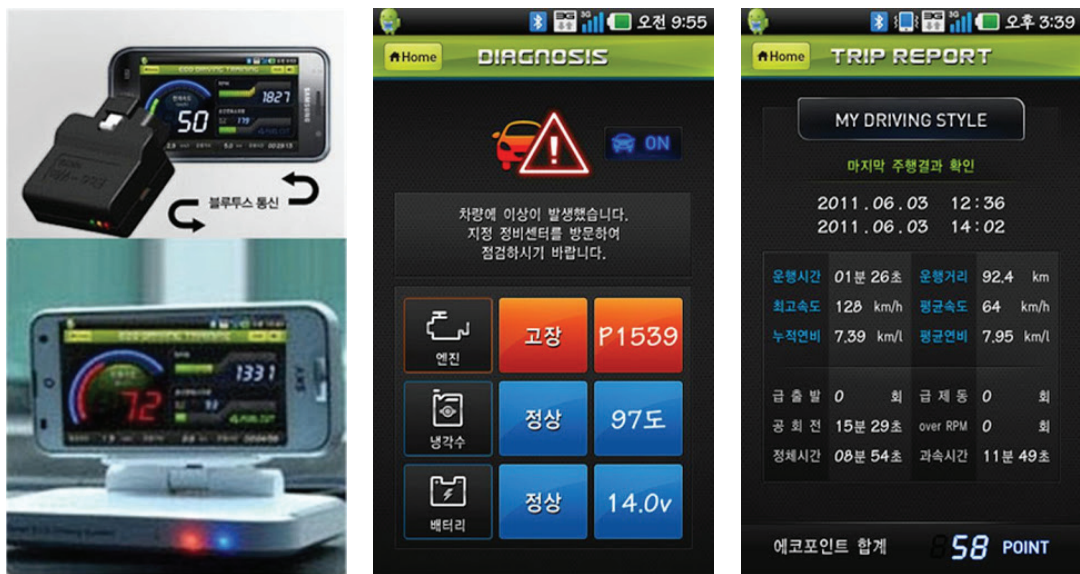 SAMSUNG
1827
50
블루투스 통신
1331
72
오전 9:55
Home
DIAGNOSIS
ON
차량에 이상이 발생했습니다.
지정 정비센터를 방문하여
점검하시기 바랍니다.
엔진 고장 P1539
냉각수 정상 97도
배터리 정상 14.0v
3G 오후 3:39
Home
TRIP REPORT
MY DRIVING STYLE
마지막 주행결과 확인
2011.06.03 12:36
2011.06.03 14:02
운행시간 01분 26초 운행거리 92.4 km
최고속도 128 km/h 평균속도 64 km/h
누적연비 7.39 km/l 평균연비 7.95 km/l
급 출 발 0 회 급 제 동 0 회
공 회 전 15분 29초 over RPM 0 회
정체시간 08분 54초 과속시간 11분 49초
에코포인트 합계 58 POINT